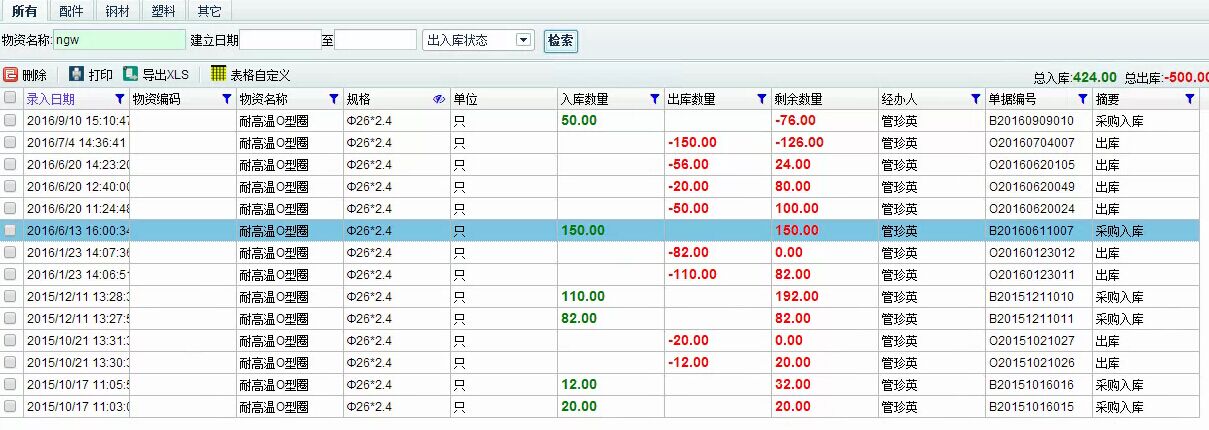 所有 配件 钢材 塑料 其它
物资名称: ngw 建立日期 至 出入库状态 检索
删除 打印 导出XLS 表格自定义 总入库:424.00 总出库:-500.00
录入日期 物资编码 物资名称 规格 单位 入库数量 出库数量 剩余数量 经办人 单据编号 摘要
2016/9/10 15:10:47 耐高温O型圈 Φ26*2.4 只 50.00 -76.00 管珍英 B20160909010 采购入库
2016/7/4 14:36:41 耐高温O型圈 Φ26*2.4 只 -150.00 -126.00 管珍英 O20160704007 出库
2016/6/20 14:23:20 耐高温O型圈 Φ26*2.4 只 -56.00 24.00 管珍英 O20160620105 出库
2016/6/20 12:40:00 耐高温O型圈 Φ26*2.4 只 -20.00 80.00 管珍英 O20160620049 出库
2016/6/20 11:24:48 耐高温O型圈 Φ26*2.4 只 -50.00 100.00 管珍英 O20160620024 出库
2016/6/13 16:00:34 耐高温O型圈 Φ26*2.4 只 150.00 150.00 管珍英 B20160611007 采购入库
2016/1/23 14:07:36 耐高温O型圈 Φ26*2.4 只 -82.00 0.00 管珍英 O20160123012 出库
2016/1/23 14:06:51 耐高温O型圈 Φ26*2.4 只 -110.00 82.00 管珍英 O20160123011 出库
2015/12/11 13:28:3 耐高温O型圈 Φ26*2.4 只 110.00 192.00 管珍英 B20151211010 采购入库
2015/12/11 13:27:5 耐高温O型圈 Φ26*2.4 只 82.00 82.00 管珍英 B20151211011 采购入库
2015/10/21 13:31:3 耐高温O型圈 Φ26*2.4 只 -20.00 0.00 管珍英 O20151021027 出库
2015/10/21 13:30:3 耐高温O型圈 Φ26*2.4 只 -12.00 20.00 管珍英 O20151021026 出库
2015/10/17 11:05:5 耐高温O型圈 Φ26*2.4 只 12.00 32.00 管珍英 B20151016016 采购入库
2015/10/17 11:03:0 耐高温O型圈 Φ26*2.4 只 20.00 20.00 管珍英 B20151016015 采购入库